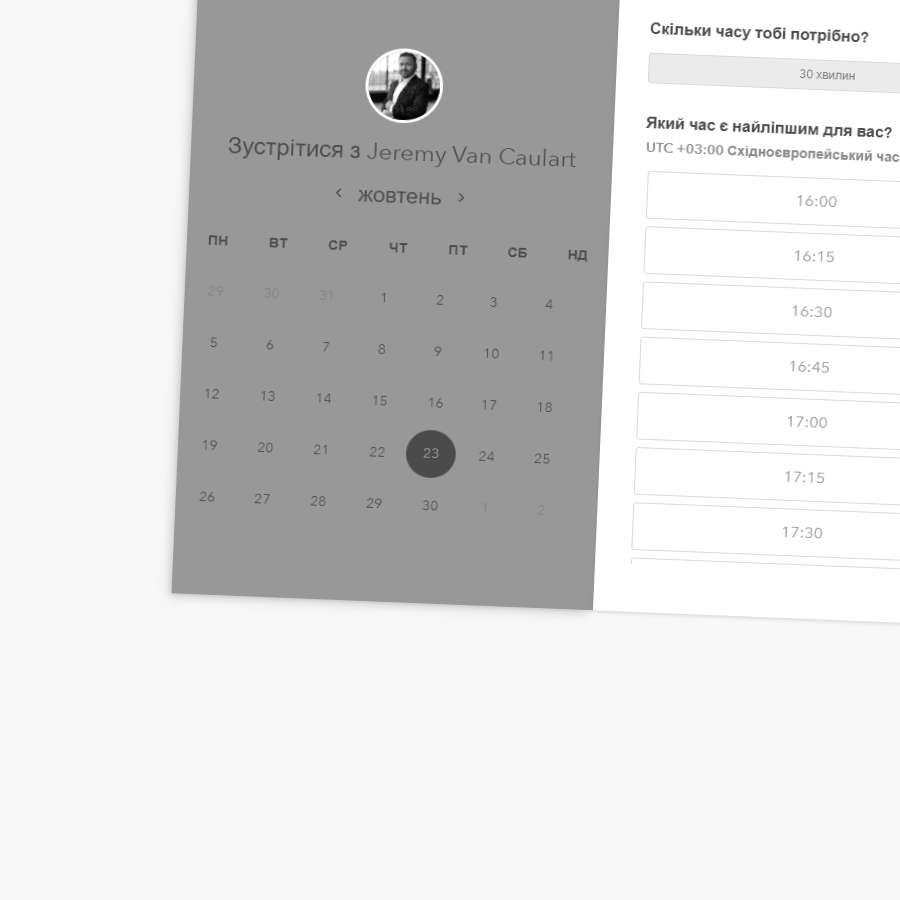 Зустрітися з Jeremy Van Caulart
‹ жовтень ›
ПН ВТ СР ЧТ ПТ СБ НД
29 30 31 1 2 3 4
5 6 7 8 9 10 11
12 13 14 15 16 17 18
19 20 21 22 23 24 25
26 27 28 29 30 1 2
Скільки часу тобі потрібно?
30 хвилин
Який час є найліпшим для вас?
UTC +03:00 Східноєвропейський час
16:00
16:15
16:30
16:45
17:00
17:15
17:30